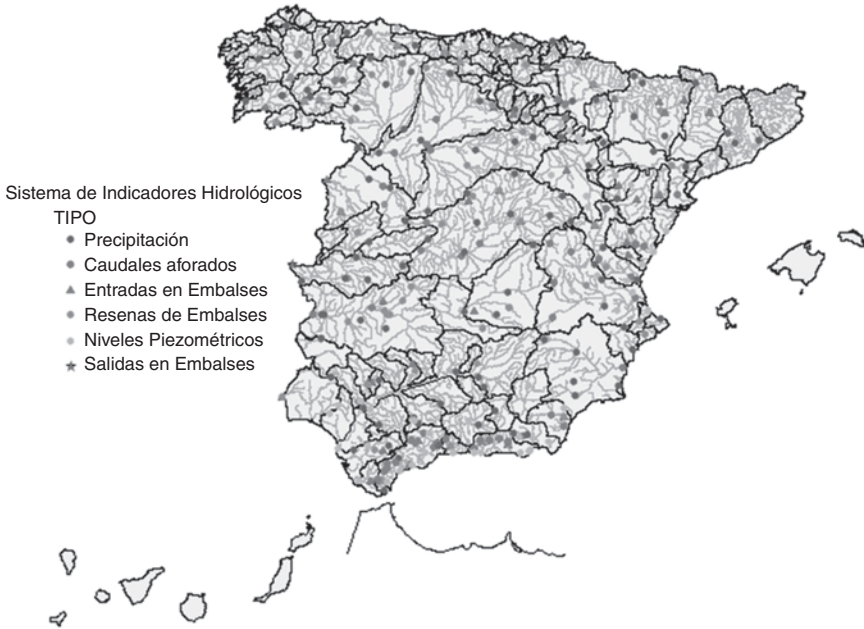 Sistema de Indicadores Hidrológicos
TIPO
Precipitación
Caudales aforados
Entradas en Embalses
Resenas de Embalses
Niveles Piezométricos
Salidas en Embalses